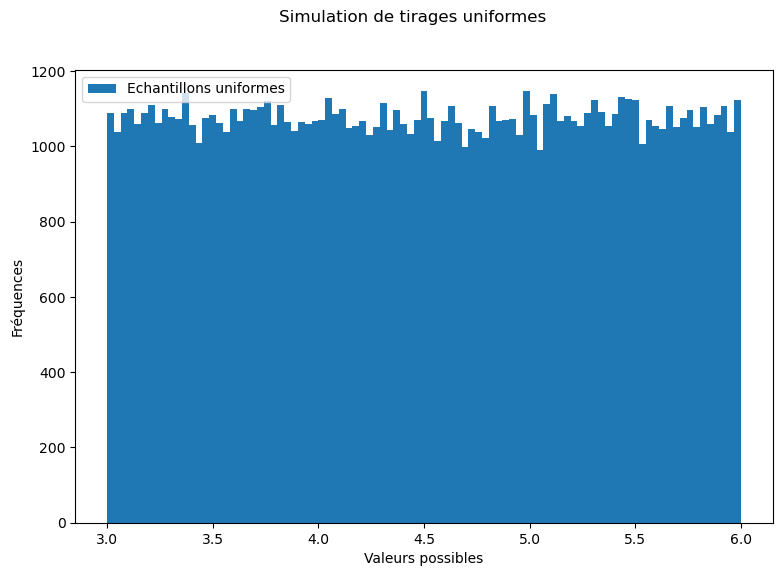 Simulation de tirages uniformes
Echantillons uniformes
1200
1000
800
600
400
200
0
Fréquences
3.0 3.5 4.0 4.5 5.0 5.5 6.0
Valeurs possibles